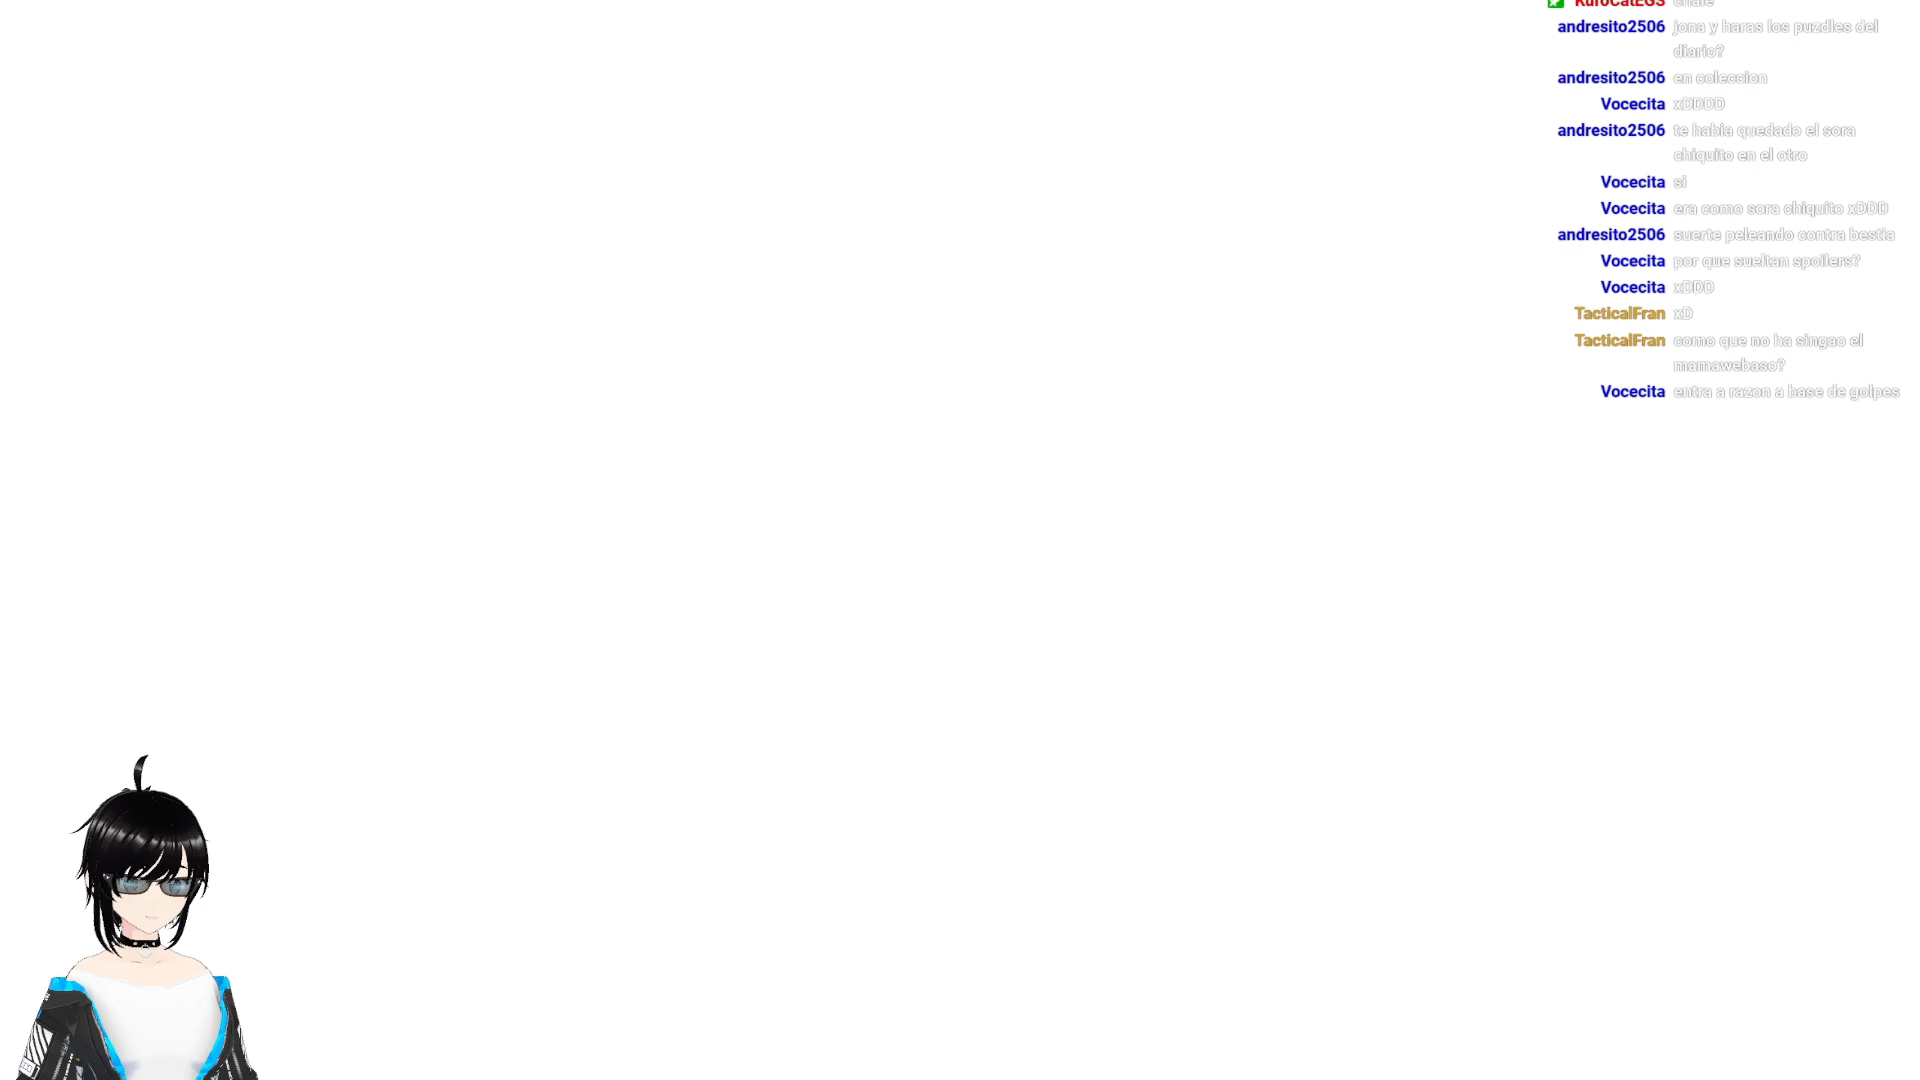 KuroCatEGS chale
andresito2506 Jona y haras los puzdles del
diario?
andresito2506 en coleccion
Vocecita xDDDD
andresito2506 te habia quedado el sora
chiquito en el otro
Vocecita si
Vocecita era como sora chiquito xDDD
andresito2506 suerte peleando contra bestia
Vocecita por que sueltan spoilers?
Vocecita xDDD
TacticalFran xD
TacticalFran como que no ha singao el
mamawebaso?
Vocecita entra a razon a base de golpes